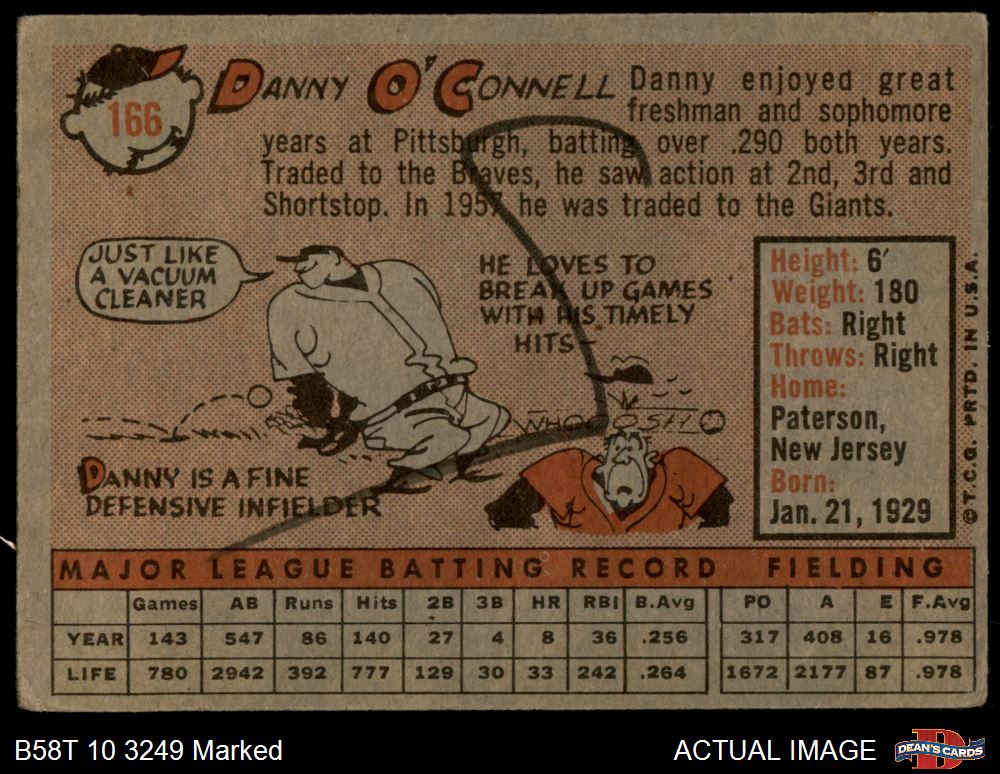 166
DANNY O'CONNELL
Danny enjoyed great
freshman and sophomore
years at Pittsburgh, batting over .290 both years.
Traded to the Braves, he saw action at 2nd, 3rd and
Shortstop. In 1957 he was traded to the Giants.
JUST LIKE
A VACUUM
CLEANER
HE LOVES TO
BREAK UP GAMES
WITH HIS TIMELY
HITS-
WHOOOSH
DANNY IS A FINE
DEFENSIVE INFIELDER
Height: 6'
Weight: 180
Bats: Right
Throws: Right
Home:
Paterson,
New Jersey
Born:
Jan. 21, 1929
© T.C.G. PRTD. IN U.S.A.
MAJOR LEAGUE BATTING RECORD FIELDING
Games AB Runs Hits 2B 3B HR RBI B.Avg PO A E F.Avg
YEAR 143 547 86 140 27 4 8 36 .256 317 408 16 .978
LIFE 780 2942 392 777 129 30 33 242 .264 1672 2177 87 .978
B58T 10 3249 Marked
ACTUAL IMAGE
D
DEAN'S CARDS